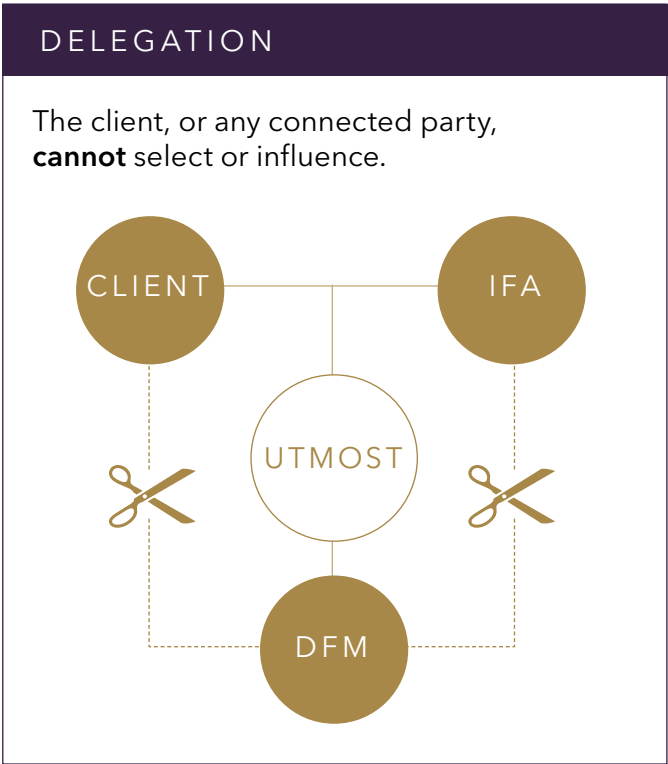 DELEGATION
The client, or any connected party,
cannot select or influence.
CLIENT
IFA
UTMOST
DFM